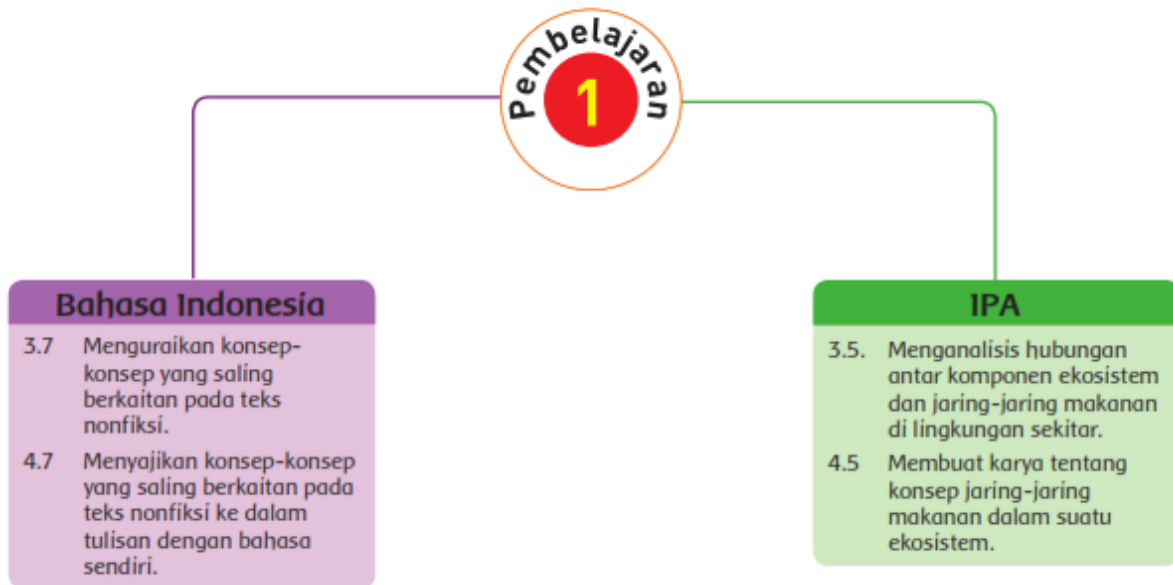 Pembelajaran
1
Bahasa Indonesia
3.7 Menguraikan konsep-
konsep yang saling
berkaitan pada teks
nonfiksi.
4.7 Menyajikan konsep-konsep
yang saling berkaitan pada
teks nonfiksi ke dalam
tulisan dengan bahasa
sendiri.
IPA
3.5. Menganalisis hubungan
antar komponen ekosistem
dan jaring-jaring makanan
di lingkungan sekitar.
4.5 Membuat karya tentang
konsep jaring-jaring
makanan dalam suatu
ekosistem.